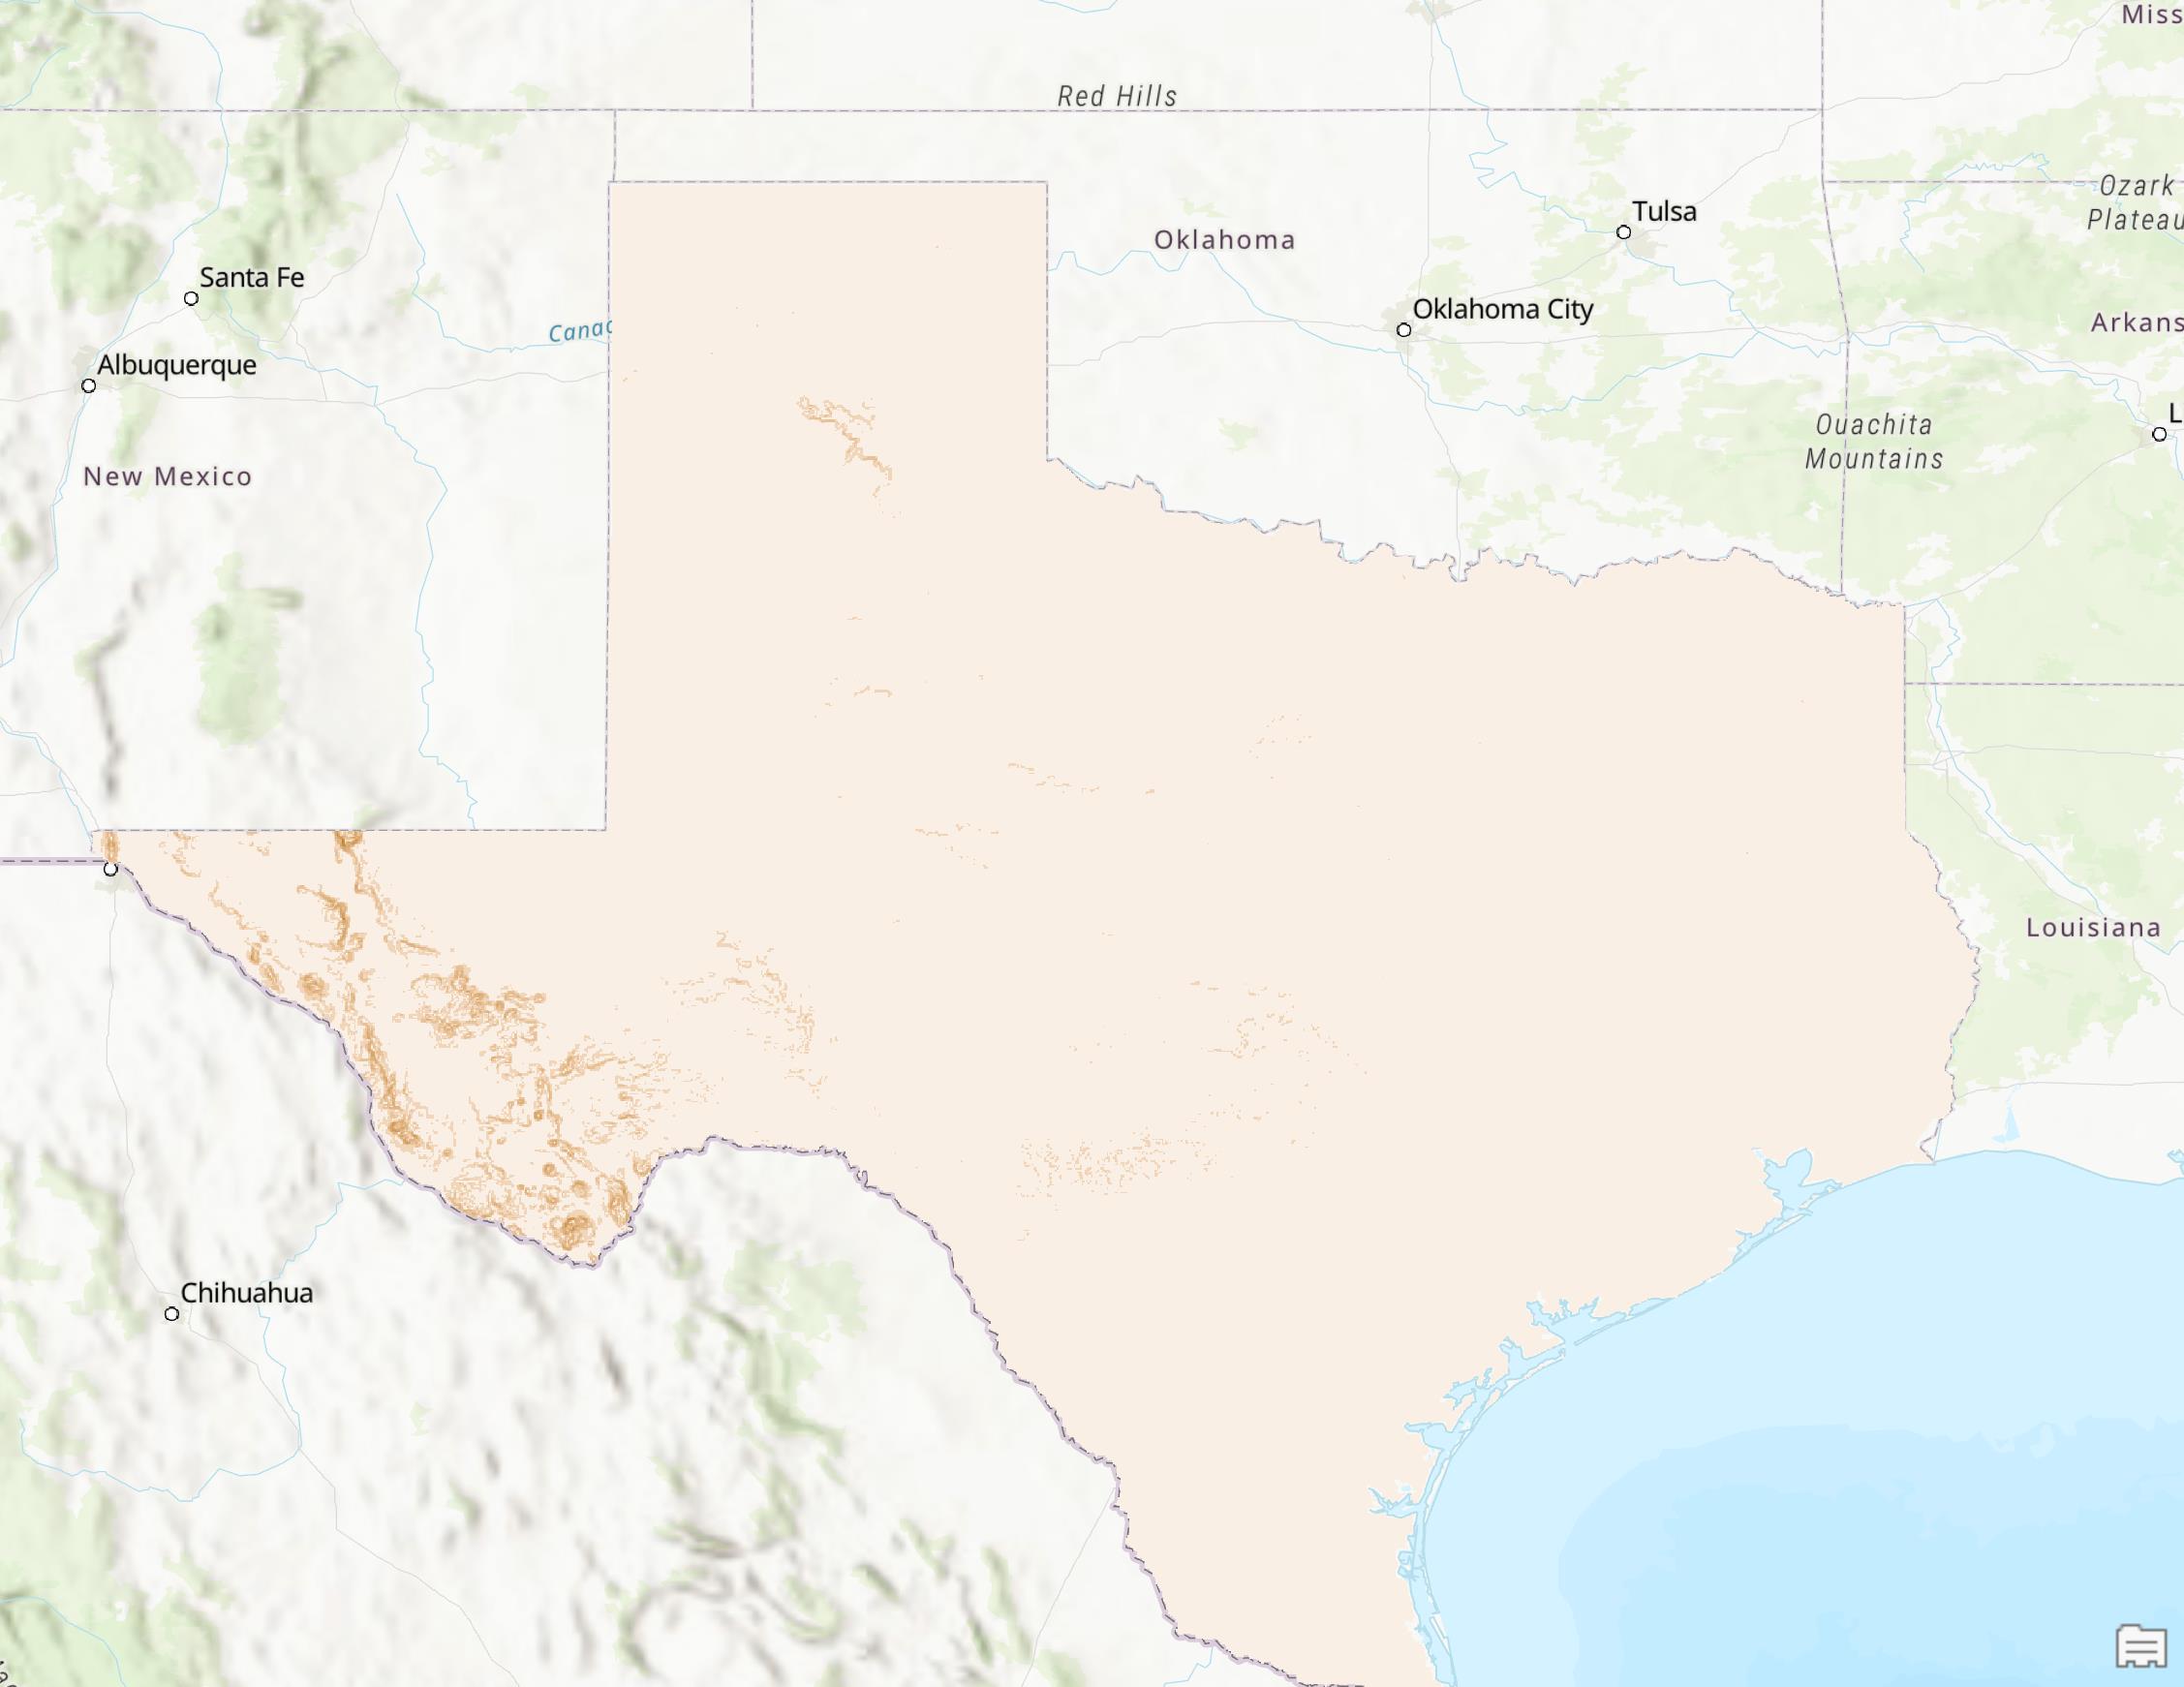 Miss
Red Hills
Ozark
Plateau
Tulsa
Oklahoma
Santa Fe
Oklahoma City
Canad
Arkans
Albuquerque
L
Ouachita
Mountains
New Mexico
Louisiana
Chihuahua